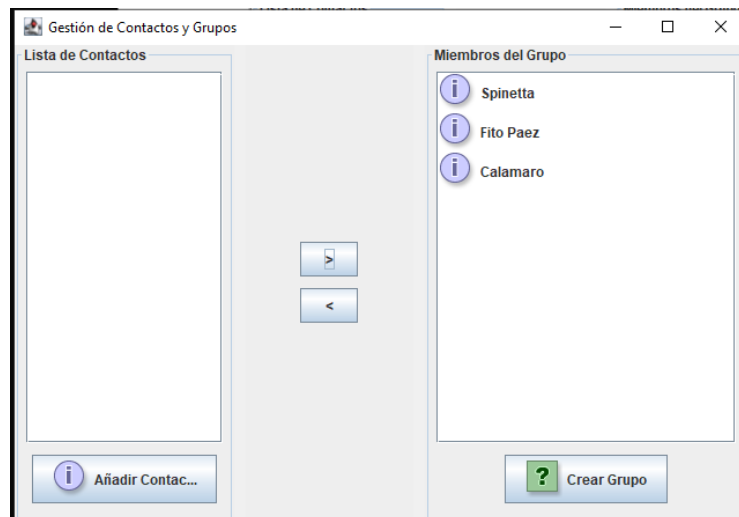 Gestión de Contactos y Grupos
Lista de Contactos
Miembros del Grupo
i Spinetta
i Fito Paez
i Calamaro
>
<
i Añadir Contac...
? Crear Grupo